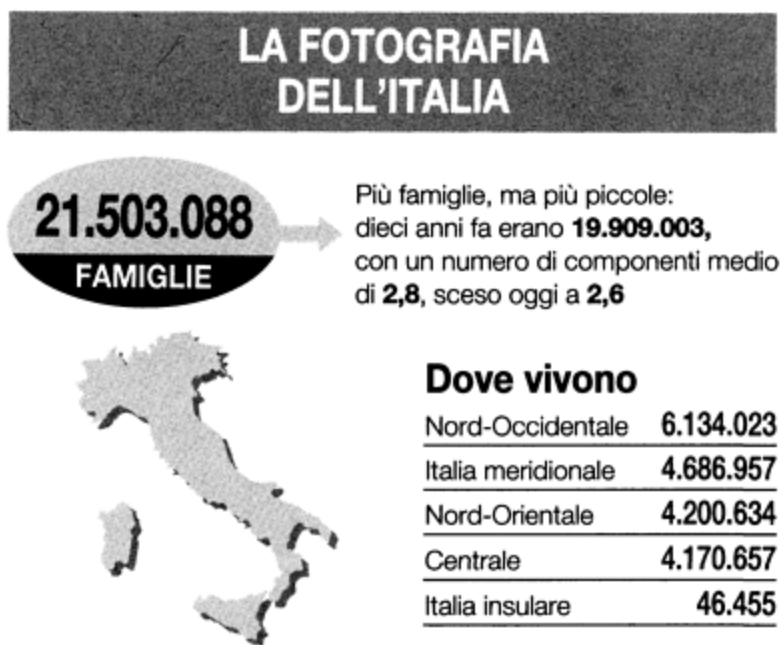 LA FOTOGRAFIA
DELL'ITALIA
21.503.088
FAMIGLIE
Più famiglie, ma più piccole:
dieci anni fa erano 19.909.003,
con un numero di componenti medio
di 2,8, sceso oggi a 2,6
Dove vivono
Nord-Occidentale 6.134.023
Italia meridionale 4.686.957
Nord-Orientale 4.200.634
Centrale 4.170.657
Italia insulare 46.455